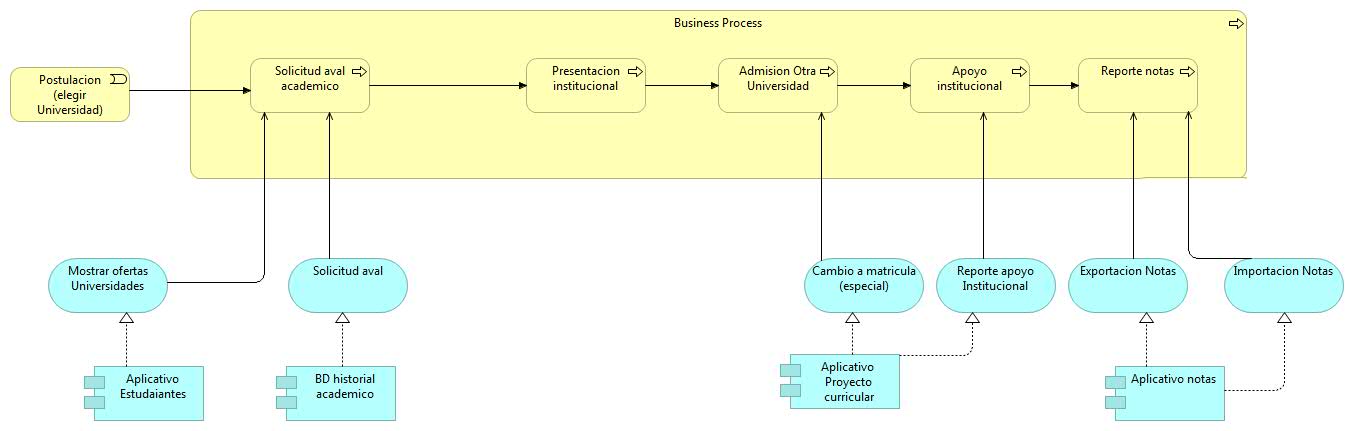 Business Process
Postulacion
(elegir
Universidad)
Solicitud aval
academico
Presentacion
institucional
Admision Otra
Universidad
Apoyo
institucional
Reporte notas
Mostrar ofertas
Universidades
Solicitud aval
Cambio a matricula
(especial)
Reporte apoyo
Institucional
Exportacion Notas
Importacion Notas
Aplicativo
Estudaiantes
BD historial
academico
Aplicativo
Proyecto
curricular
Aplicativo notas